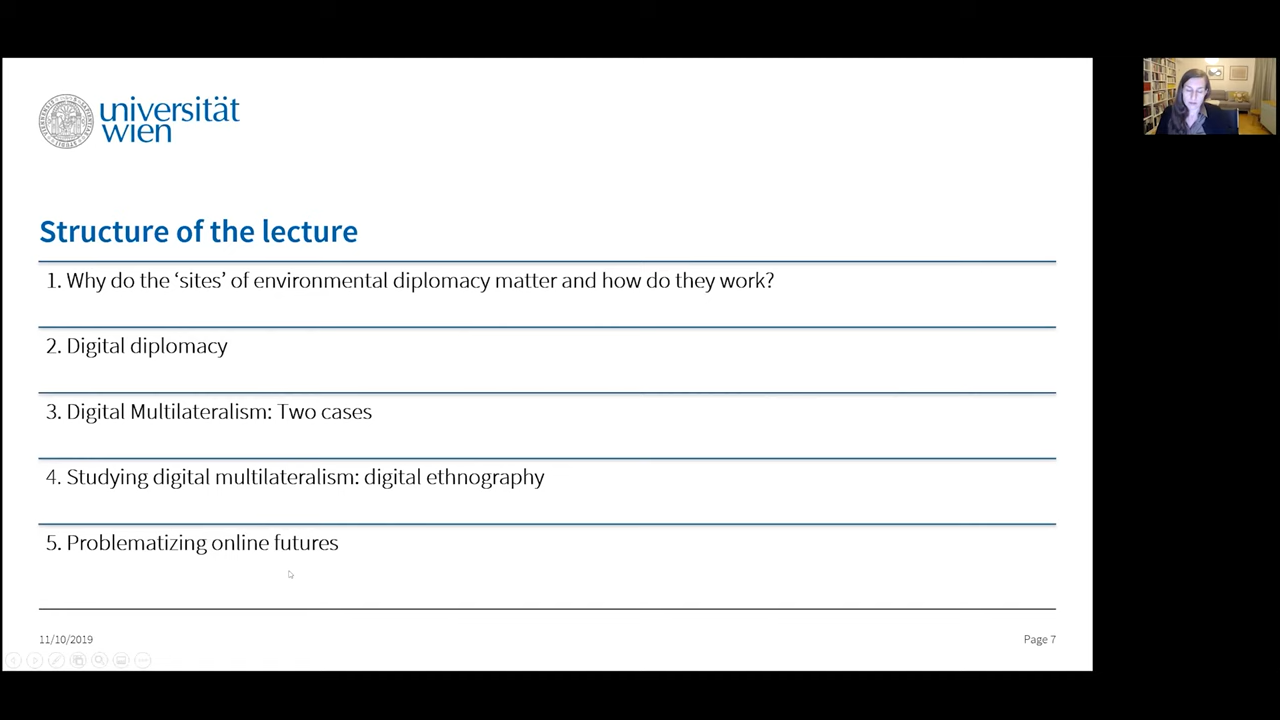 universität
wien
Structure of the lecture
1. Why do the ‘sites’ of environmental diplomacy matter and how do they work?
2. Digital diplomacy
3. Digital Multilateralism: Two cases
4. Studying digital multilateralism: digital ethnography
5. Problematizing online futures
11/10/2019
Page 7